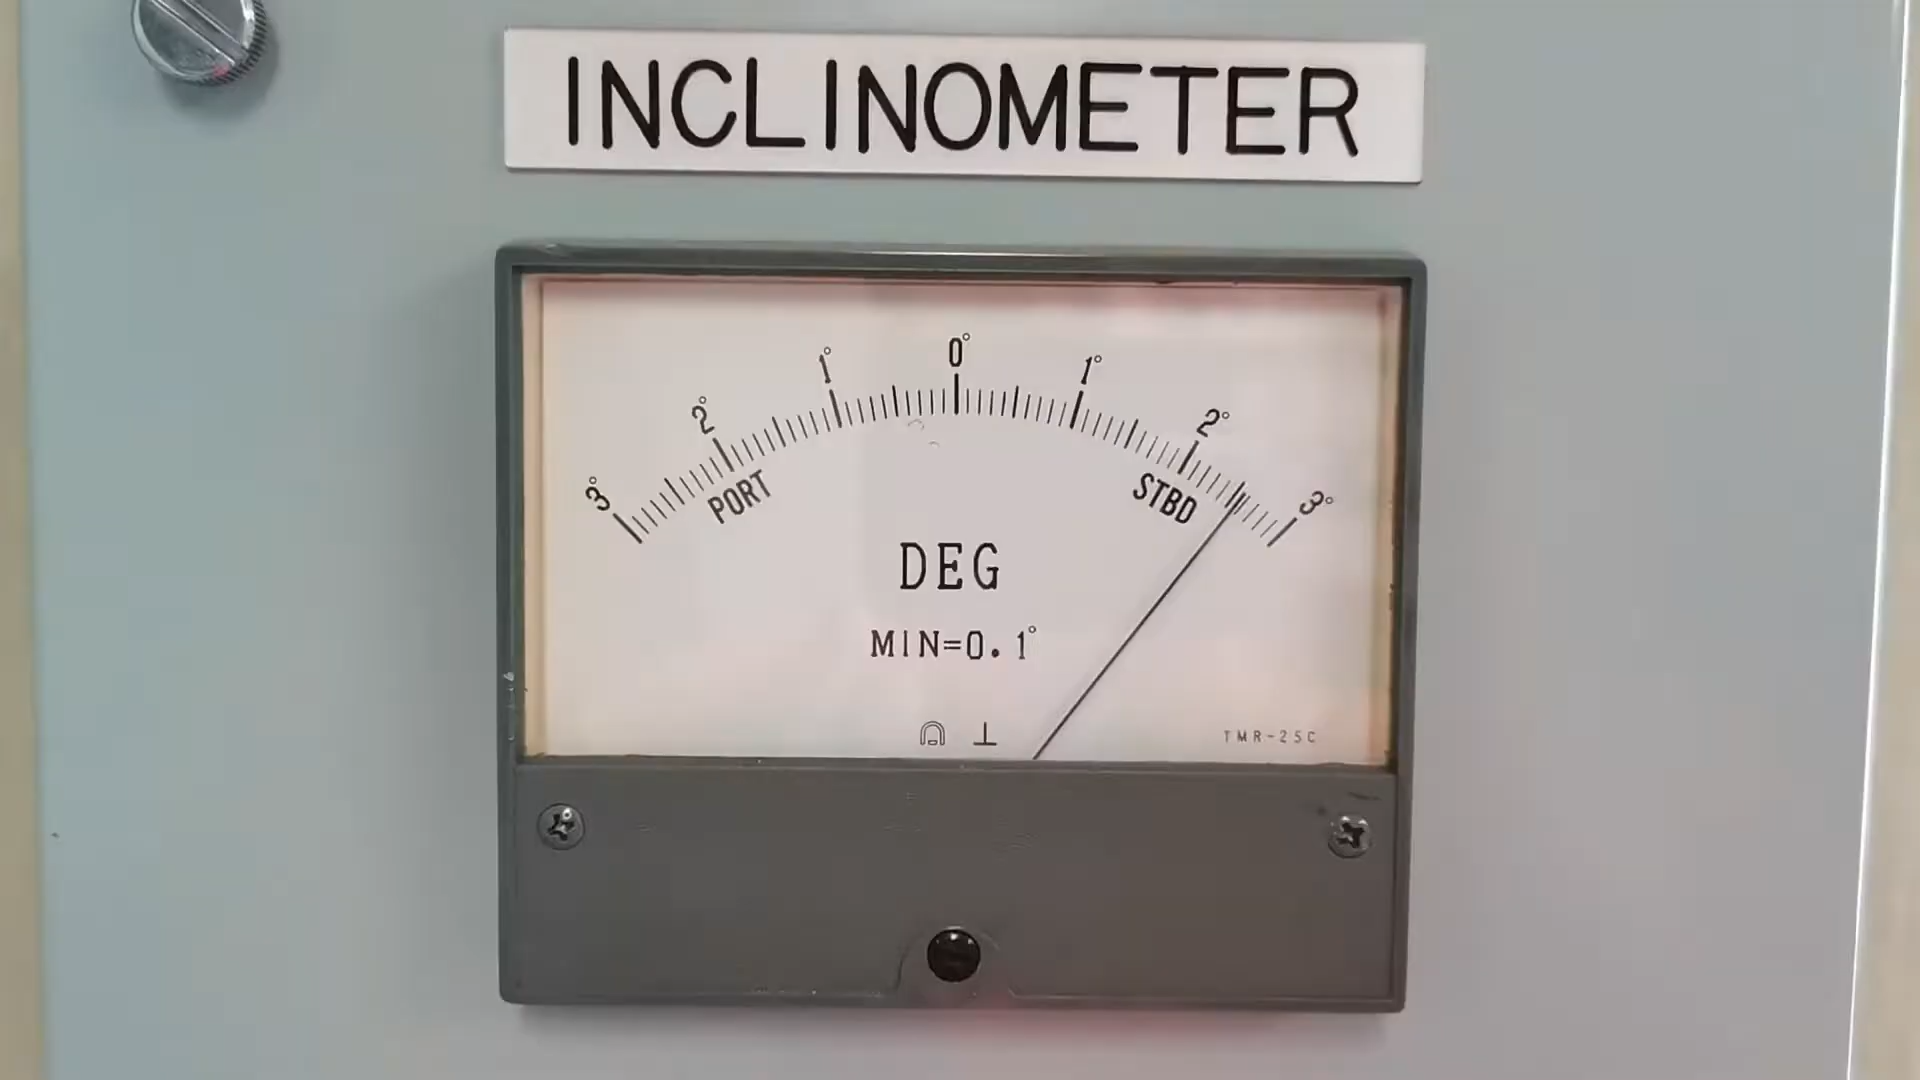 INCLINOMETER
3° 2° 1° 0° 1° 2° 3°
PORT STBD
DEG
MIN=0.1°
TMR-25C